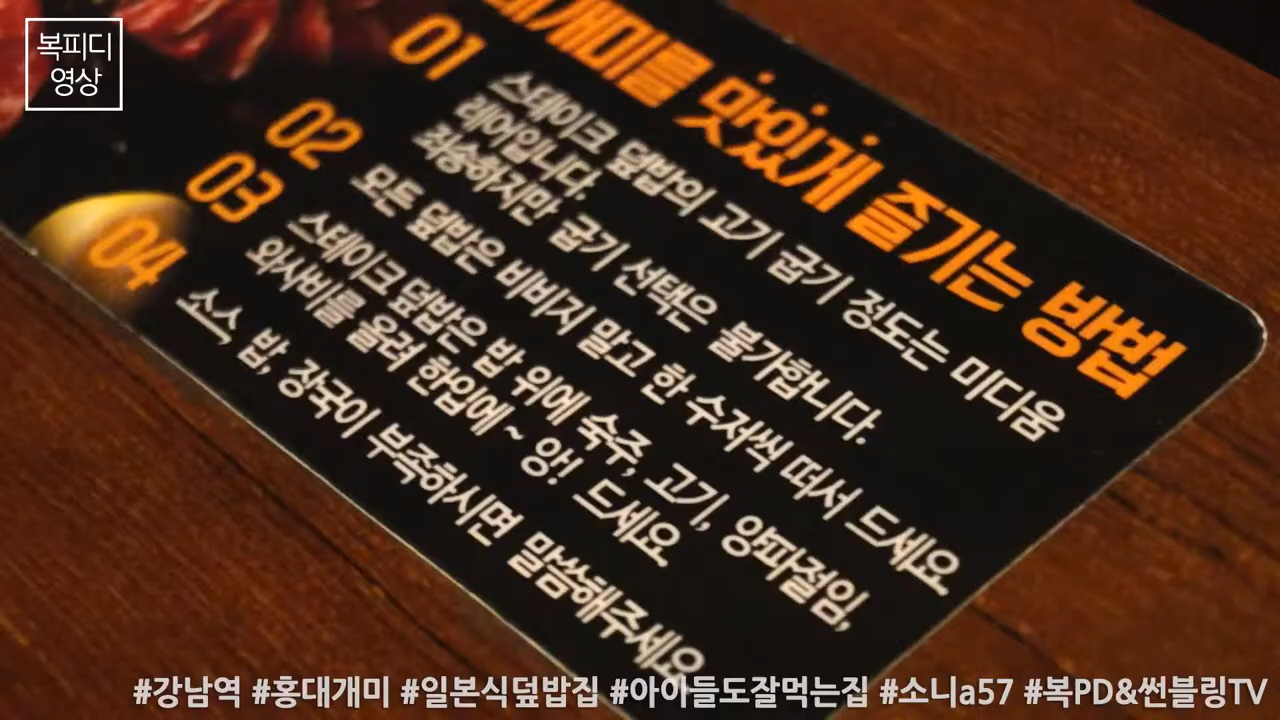 복피디
영상
대개미를 맛있게 즐기는 방법
01 스테이크 덮밥의 고기 굽기 정도는 미디움
레어입니다.
죄송하지만 굽기 선택은 불가합니다.
02 모든 덮밥은 비비지 말고 한 수저씩 떠서 드세요.
03 스테이크 덮밥은 밥 위에 숙주, 고기, 양파절임,
와사비를 올려 한입에 ~ 앙! 드세요.
04 소스, 밥, 장국이 부족하시면 말씀해주세요.
#강남역 #홍대개미 #일본식덮밥집 #아아들도잘먹는집 #소니a57 #복PD&썬블링TV